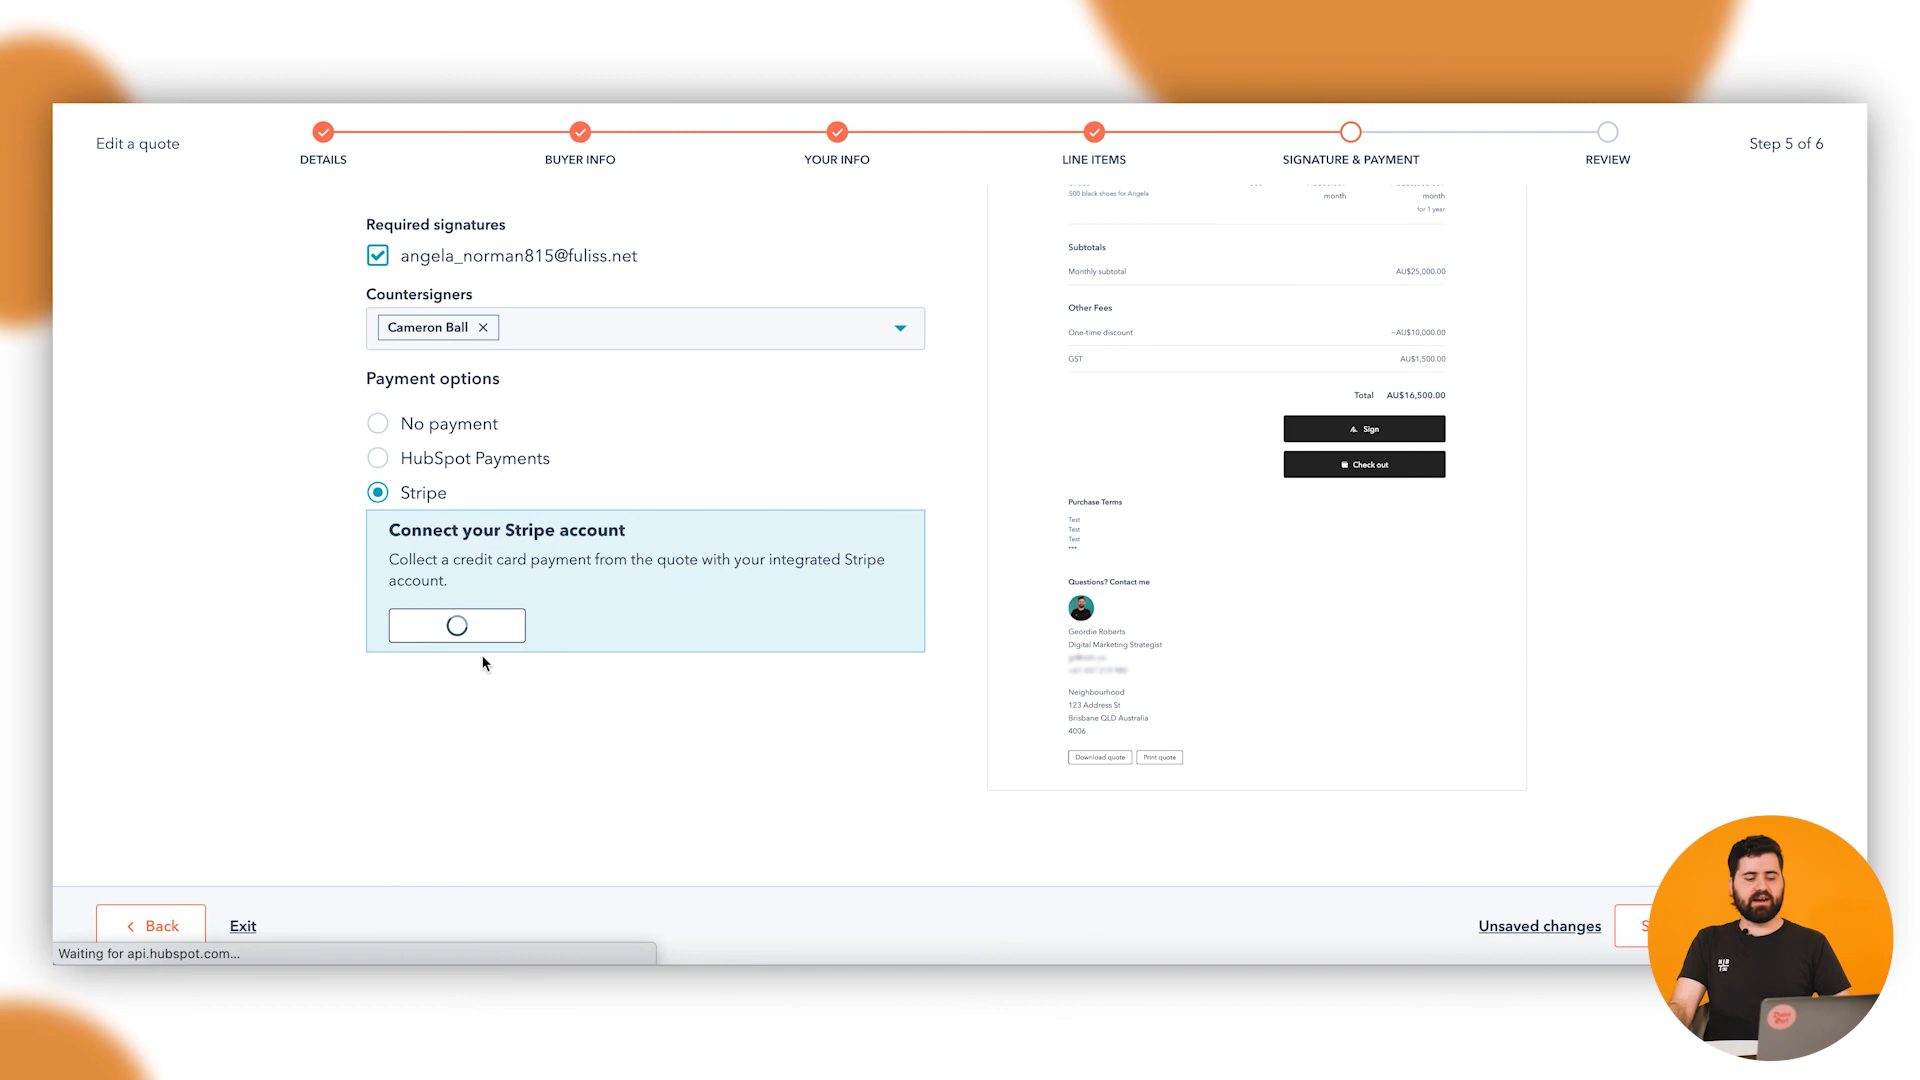 Edit a quote
DETAILS
BUYER INFO
YOUR INFO
LINE ITEMS
SIGNATURE & PAYMENT
REVIEW
Step 5 of 6
Required signatures
angela_norman815@fuliss.net
Countersigners
Cameron Ball
Payment options
No payment
HubSpot Payments
Stripe
Connect your Stripe account
Collect a credit card payment from the quote with your integrated Stripe
account.
500 black shoes for Angela
month
month
for 1 year
Subtotals
Monthly subtotal AU$25,000.00
Other Fees
One-time discount −AU$10,000.00
GST AU$1,500.00
Total AU$16,500.00
Sign
Check out
Purchase Terms
Test
Test
Test
***
Questions? Contact me
Geordie Roberts
Digital Marketing Strategist
Neighbourhood
123 Address St
Brisbane QLD Australia
4006
Download quote Print quote
Back
Exit
Unsaved changes
Waiting for api.hubspot.com...